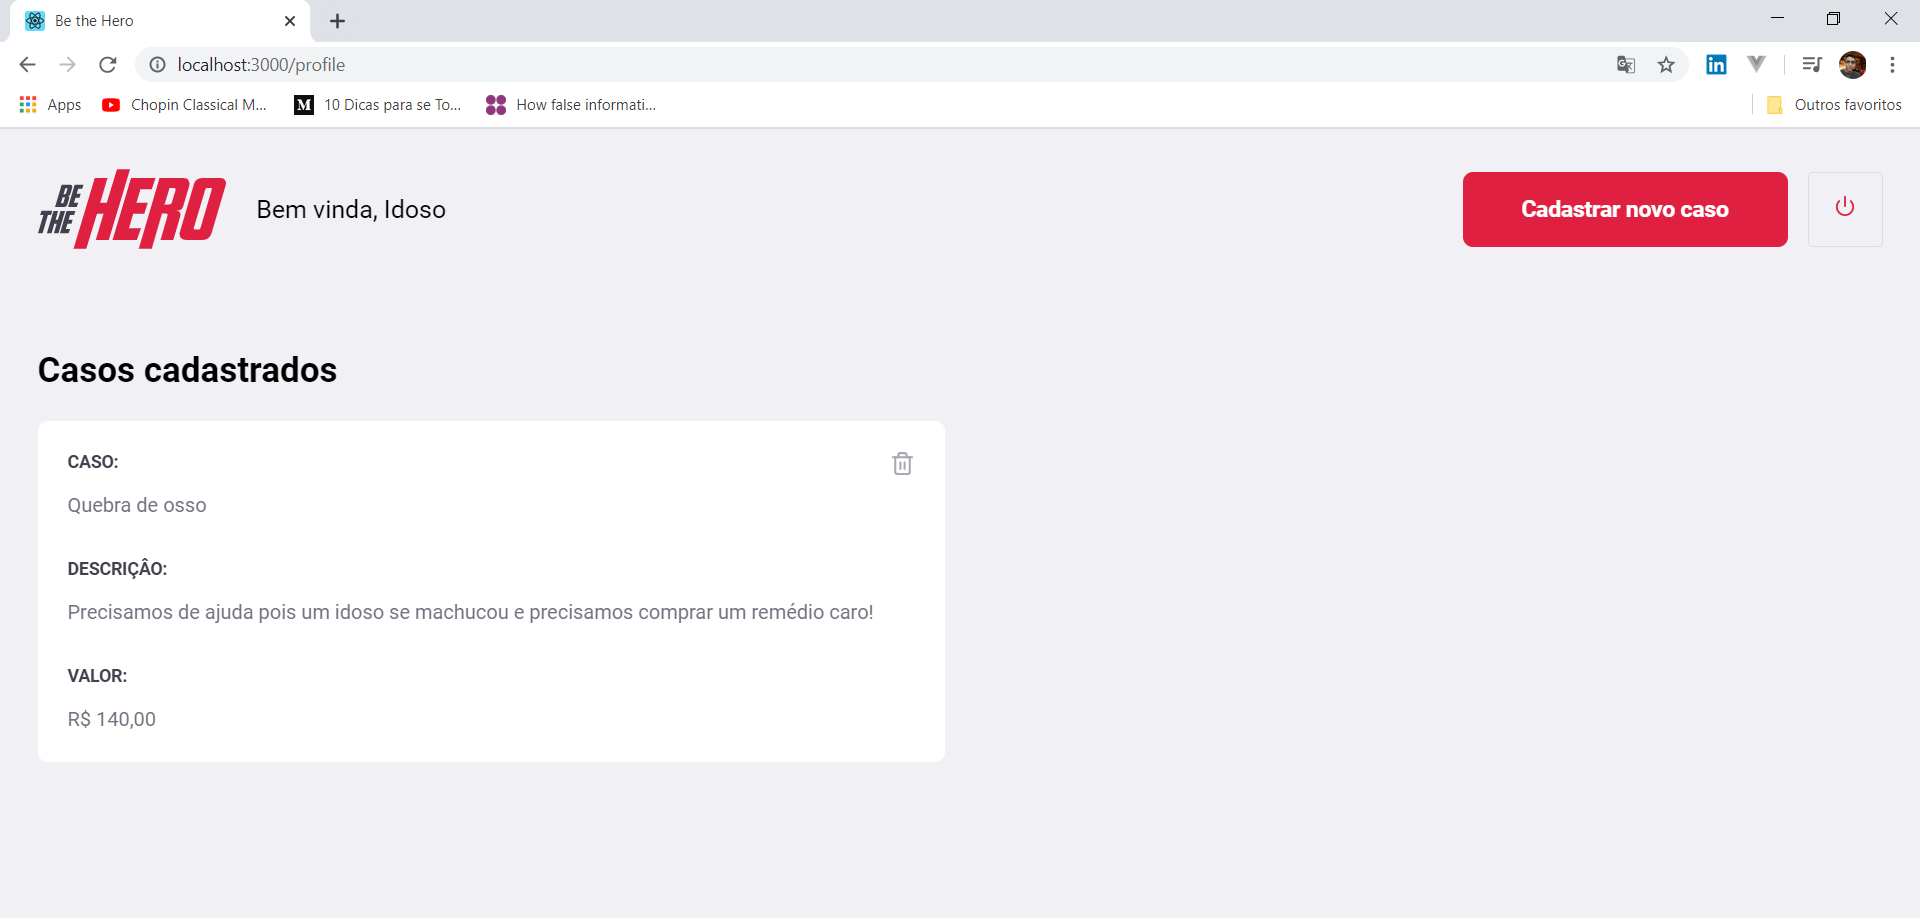 Be the Hero
localhost:3000/profile
Apps
Chopin Classical M...
10 Dicas para se To...
How false informati...
Outros favoritos
BE
THE
HERO
Bem vinda, Idoso
Cadastrar novo caso
Casos cadastrados
CASO:
Quebra de osso
DESCRIÇÂO:
Precisamos de ajuda pois um idoso se machucou e precisamos comprar um remédio caro!
VALOR:
R$ 140,00